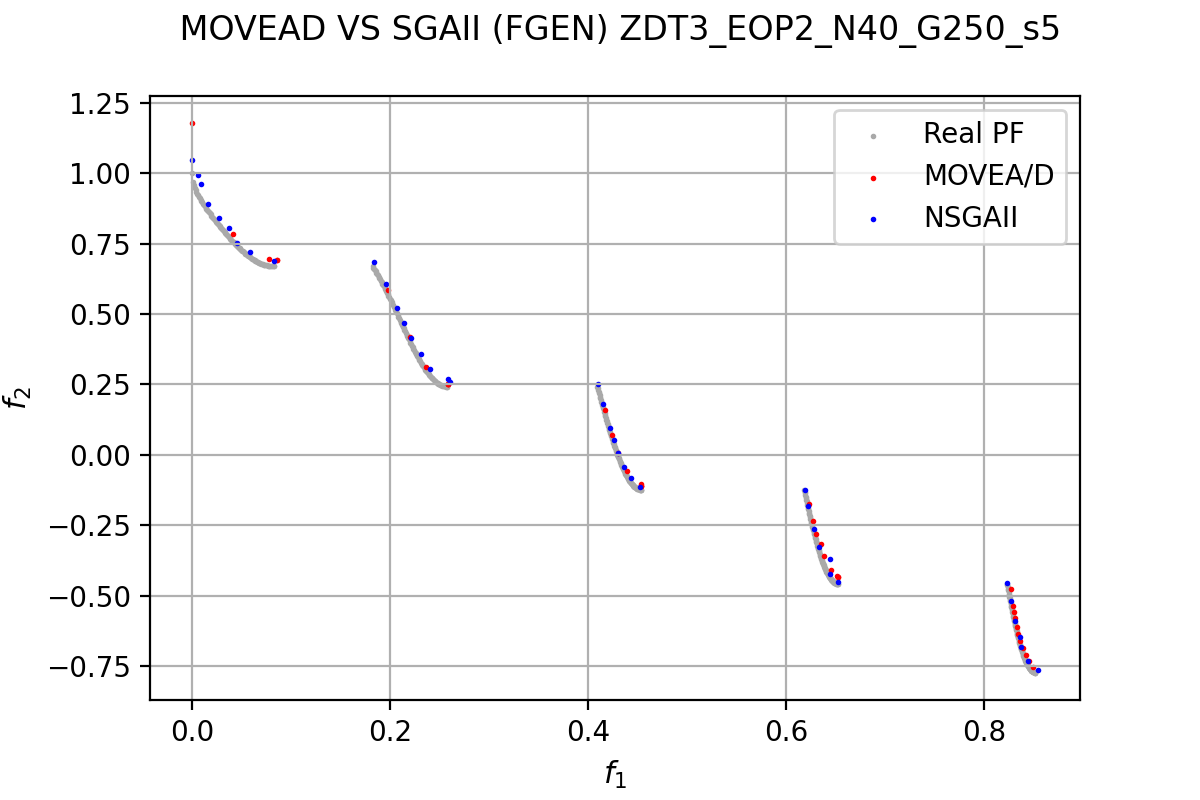 MOVEAD VS SGAII (FGEN) ZDT3_EOP2_N40_G250_s5
1.25
1.00
0.75
0.50
0.25
0.00
−0.25
−0.50
−0.75
f2
Real PF
MOVEA/D
NSGAII
0.0 0.2 0.4 0.6 0.8
f1